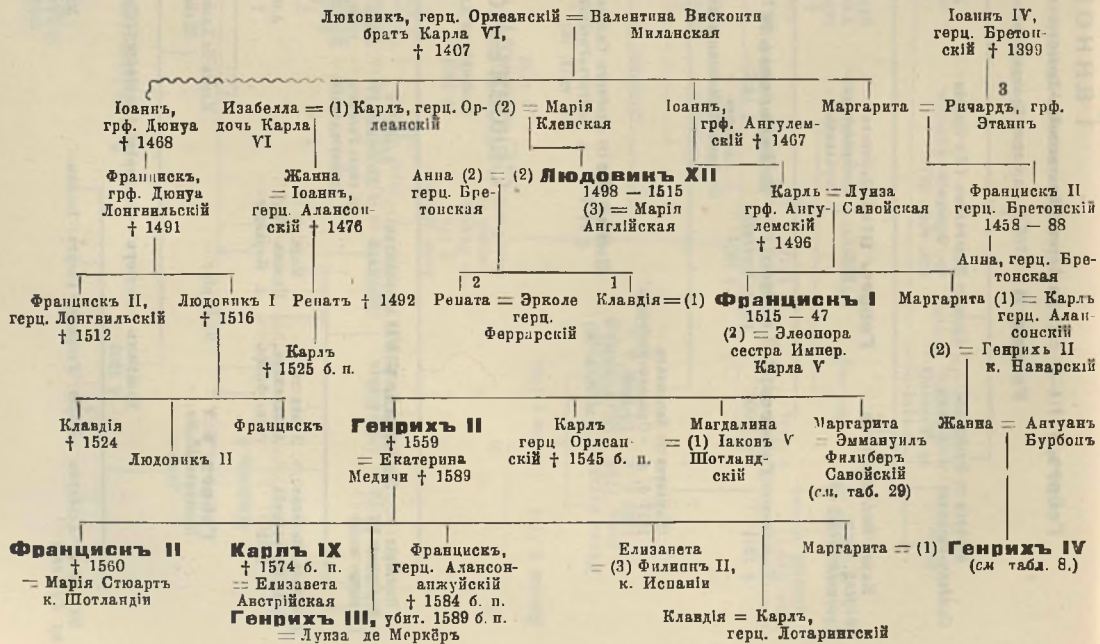 Людовикъ, герц. Орлеанскій = Валентина Висконти
братъ Карла VI, Миланская
† 1407
Іоаннъ IV,
герц. Бретон-
скій † 1399
3
Іоаннъ,
грф. Дюнуа
† 1468
Изабелла = (1) Карлъ, герц. Ор- (2) = Марія
дочь Карла леанскій Клевская
VI
Іоаннъ,
грф. Ангулем-
скій † 1467
Маргарита = Ричардъ, грф.
Этампъ
Францискъ,
грф. Дюнуа
Лонгвильскій
† 1491
Жанна
= Іоаннъ,
герц. Алансон-
скій † 1476
Анна (2) = (2) Людовикъ XII
герц. Бре- 1498 — 1515
тонская (3) = Марія
Англійская
Карлъ = Луиза
грф. Ангу- Савойская
лемскій
† 1496
Францискъ II
герц. Бретонскій
1458 — 88
Анна, герц. Бре-
тонская
Францискъ II,
герц. Лонгвильскій
† 1512
Людовикъ I
† 1516
Ренатъ † 1492
Карлъ
† 1525 б. п.
2 1
Рената = Эрколе
герц.
Феррарскій
Клавдія = (1) Францискъ I
1515 — 47
(2) = Элеонора
сестра Импер.
Карла V
Маргарита (1) = Карлъ
герц. Алан-
сонскій
(2) = Генрихъ II
к. Наварскій
Клавдія
† 1524
Людовикъ II
Францискъ
Генрихъ II
† 1559
= Екатерина
Медичи † 1589
Карлъ
герц Орлеан-
скій † 1545 б. п.
Магдалина
= (1) Іаковъ V
Шотланд-
скій
Маргарита
= Эммануилъ
Филиберъ
Савойскій
(см. таб. 29)
Жанна = Антуанъ
Бурбонъ
Францискъ II
† 1560
= Марія Стюартъ
к. Шотландіи
Карлъ IX
† 1574 б. п.
= Елизавета
Австрійская
Генрихъ III, убит. 1589 б. п.
= Луиза де Меркёръ
Францискъ,
герц. Алансон-
анжуйскій
† 1584 б. п.
Елизавета
= (3) Филипъ II,
к. Испаніи
Клавдія = Карлъ,
герц. Лотарингскій
Маргарита = (1) Генрихъ IV
(см табл. 8.)